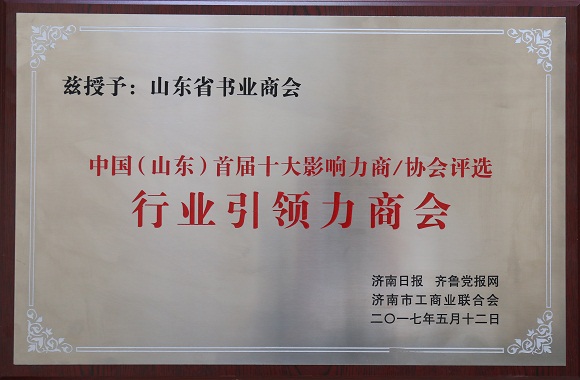 兹授予：山东省书业商会
中国（山东）首届十大影响力商/协会评选
行业引领力商会
济南日报 齐鲁党报网
济南市工商业联合会
二〇一七年五月十二日